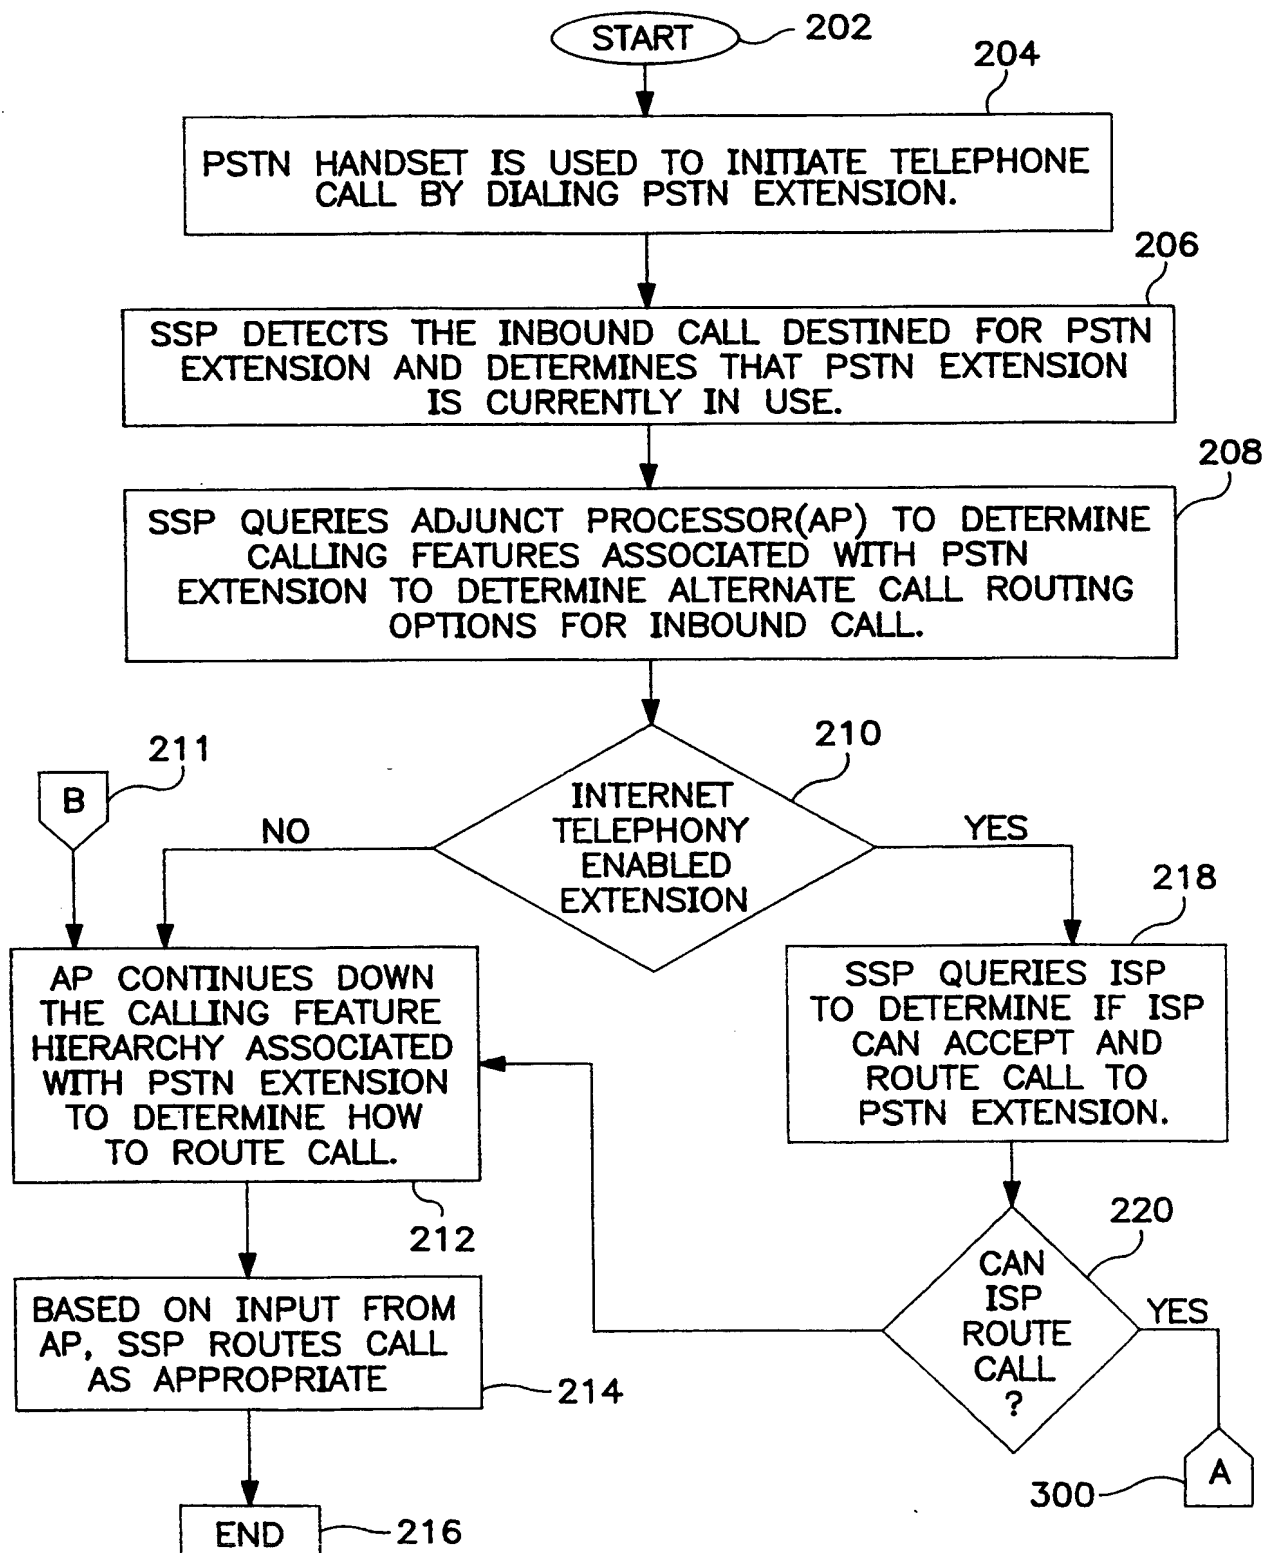 START
202
204
PSTN HANDSET IS USED TO INITIATE TELEPHONE
CALL BY DIALING PSTN EXTENSION.
206
SSP DETECTS THE INBOUND CALL DESTINED FOR PSTN
EXTENSION AND DETERMINES THAT PSTN EXTENSION
IS CURRENTLY IN USE.
208
SSP QUERIES ADJUNCT PROCESSOR(AP) TO DETERMINE
CALLING FEATURES ASSOCIATED WITH PSTN
EXTENSION TO DETERMINE ALTERNATE CALL ROUTING
OPTIONS FOR INBOUND CALL.
210
INTERNET
TELEPHONY
ENABLED
EXTENSION
NO
YES
211
B
AP CONTINUES DOWN
THE CALLING FEATURE
HIERARCHY ASSOCIATED
WITH PSTN EXTENSION
TO DETERMINE HOW
TO ROUTE CALL.
212
218
SSP QUERIES ISP
TO DETERMINE IF ISP
CAN ACCEPT AND
ROUTE CALL TO
PSTN EXTENSION.
220
CAN
ISP
ROUTE
CALL
?
YES
BASED ON INPUT FROM
AP, SSP ROUTES CALL
AS APPROPRIATE
214
300
A
END
216